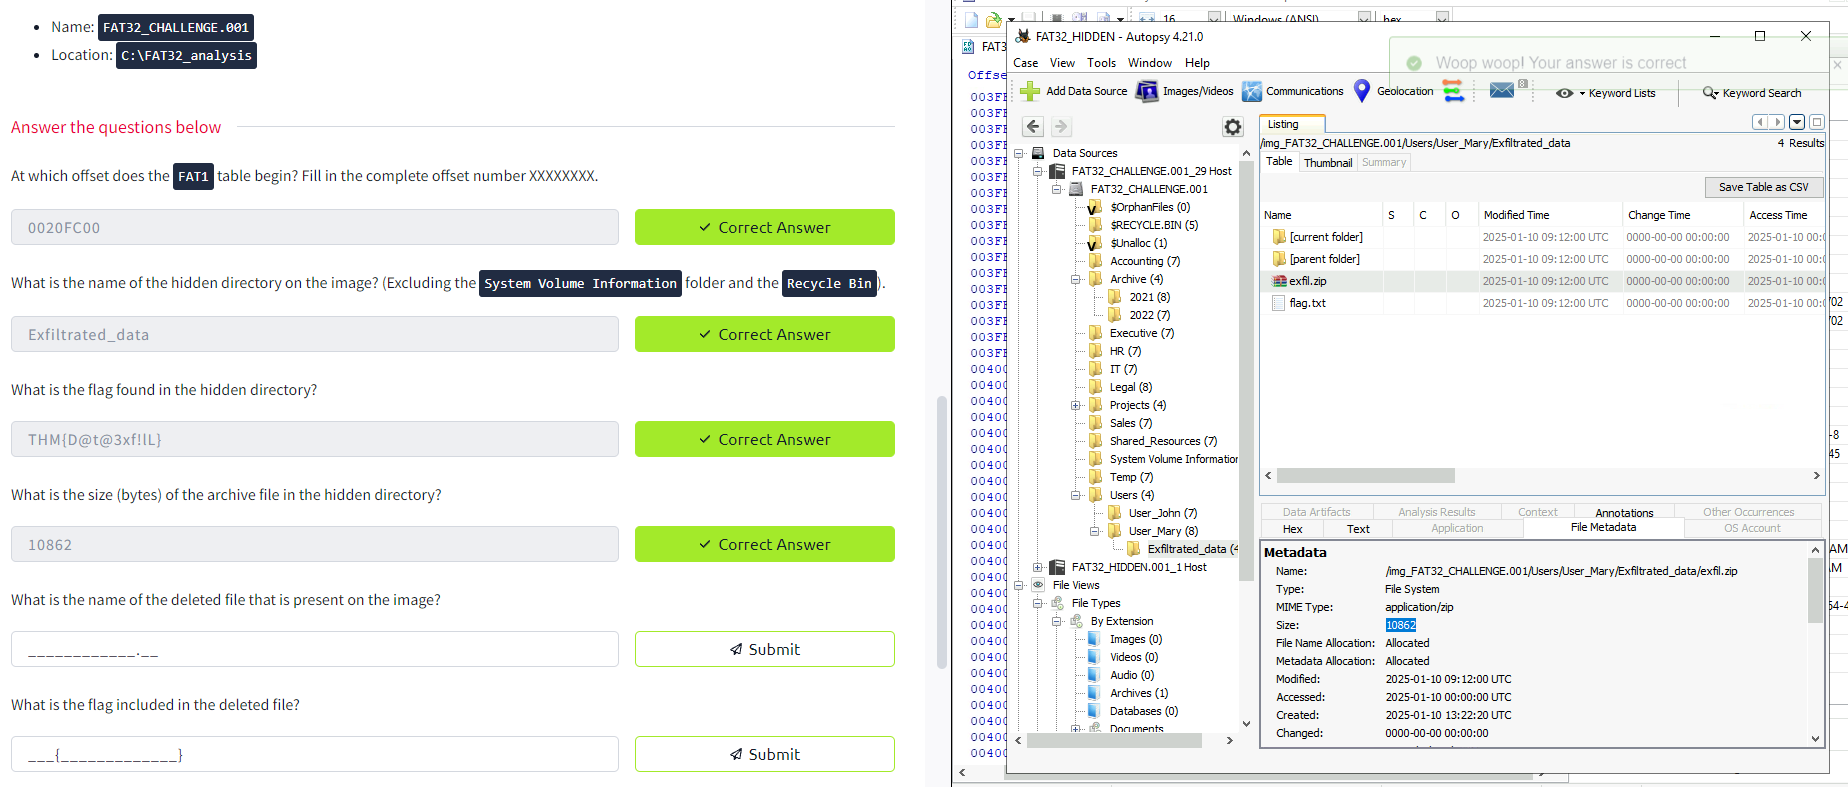 Name: FAT32_CHALLENGE.001
Location: C:\FAT32_analysis
Answer the questions below
At which offset does the FAT1 table begin? Fill in the complete offset number XXXXXXXX.
0020FC00
Correct Answer
What is the name of the hidden directory on the image? (Excluding the System Volume Information folder and the Recycle Bin).
Exfiltrated_data
Correct Answer
What is the flag found in the hidden directory?
THM{D@t@3xf!lL}
Correct Answer
What is the size (bytes) of the archive file in the hidden directory?
10862
Correct Answer
What is the name of the deleted file that is present on the image?
____________.__
Submit
What is the flag included in the deleted file?
___{_____________}
Submit
16 Windows (ANSI) hex
FAT3
Offse
FAT32_HIDDEN - Autopsy 4.21.0
Woop woop! Your answer is correct
Case View Tools Window Help
Add Data Source Images/Videos Communications Geolocation Keyword Lists Keyword Search
Data Sources
FAT32_CHALLENGE.001_29 Host
FAT32_CHALLENGE.001
$OrphanFiles (0)
$RECYCLE.BIN (5)
$Unalloc (1)
Accounting (7)
Archive (4)
2021 (8)
2022 (7)
Executive (7)
HR (7)
IT (7)
Legal (8)
Projects (4)
Sales (7)
Shared_Resources (7)
System Volume Information
Temp (7)
Users (4)
User_John (7)
User_Mary (8)
Exfiltrated_data (4
FAT32_HIDDEN.001_1 Host
File Views
File Types
By Extension
Images (0)
Videos (0)
Audio (0)
Archives (1)
Databases (0)
Documents
Listing
/img_FAT32_CHALLENGE.001/Users/User_Mary/Exfiltrated_data
4 Results
Table Thumbnail Summary
Save Table as CSV
Name S C O Modified Time Change Time Access Time
[current folder] 2025-01-10 09:12:00 UTC 0000-00-00 00:00:00 2025-01-10 00:0
[parent folder] 2025-01-10 09:12:00 UTC 0000-00-00 00:00:00 2025-01-10 00:0
exfil.zip 2025-01-10 09:12:00 UTC 0000-00-00 00:00:00 2025-01-10 00:0
flag.txt 2025-01-10 09:12:00 UTC 0000-00-00 00:00:00 2025-01-10 00:0
Data Artifacts Analysis Results Context Annotations Other Occurrences
Hex Text Application File Metadata OS Account
Metadata
Name: /img_FAT32_CHALLENGE.001/Users/User_Mary/Exfiltrated_data/exfil.zip
Type: File System
MIME Type: application/zip
Size: 10862
File Name Allocation: Allocated
Metadata Allocation: Allocated
Modified: 2025-01-10 09:12:00 UTC
Accessed: 2025-01-10 00:00:00 UTC
Created: 2025-01-10 13:22:20 UTC
Changed: 0000-00-00 00:00:00